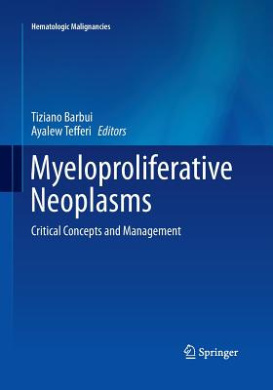 Hematologic Malignancies
Tiziano Barbui
Ayalew Tefferi Editors
Myeloproliferative
Neoplasms
Critical Concepts and Management
Springer